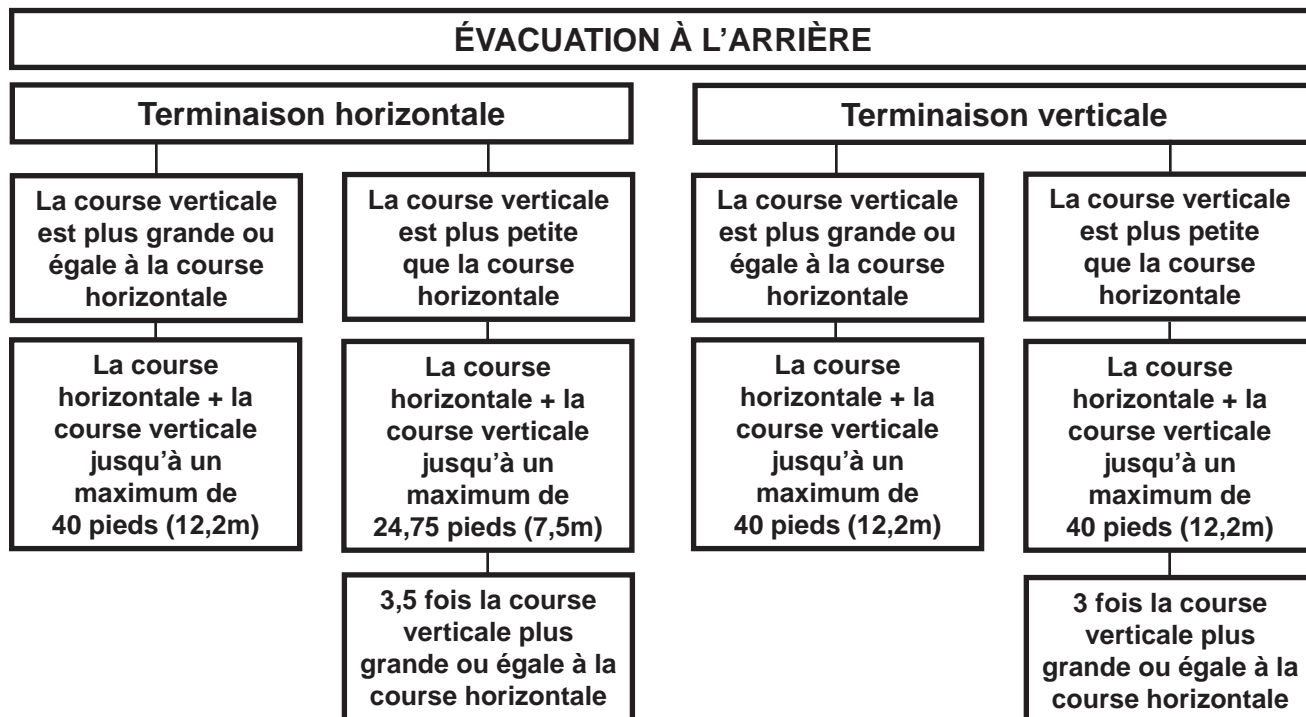 ÉVACUATION À L’ARRIÈRE
Terminaison horizontale
La course verticale
est plus grande ou
égale à la course
horizontale
La course
horizontale + la
course verticale
jusqu’à un
maximum de
40 pieds (12,2m)
La course verticale
est plus petite
que la course
horizontale
La course
horizontale + la
course verticale
jusqu’à un
maximum de
24,75 pieds (7,5m)
3,5 fois la course
verticale plus
grande ou égale à la
course horizontale
Terminaison verticale
La course verticale
est plus grande ou
égale à la course
horizontale
La course
horizontale + la
course verticale
jusqu’à un
maximum de
40 pieds (12,2m)
La course verticale
est plus petite
que la course
horizontale
La course
horizontale + la
course verticale
jusqu’à un
maximum de
40 pieds (12,2m)
3 fois la course
verticale plus
grande ou égale à la
course horizontale